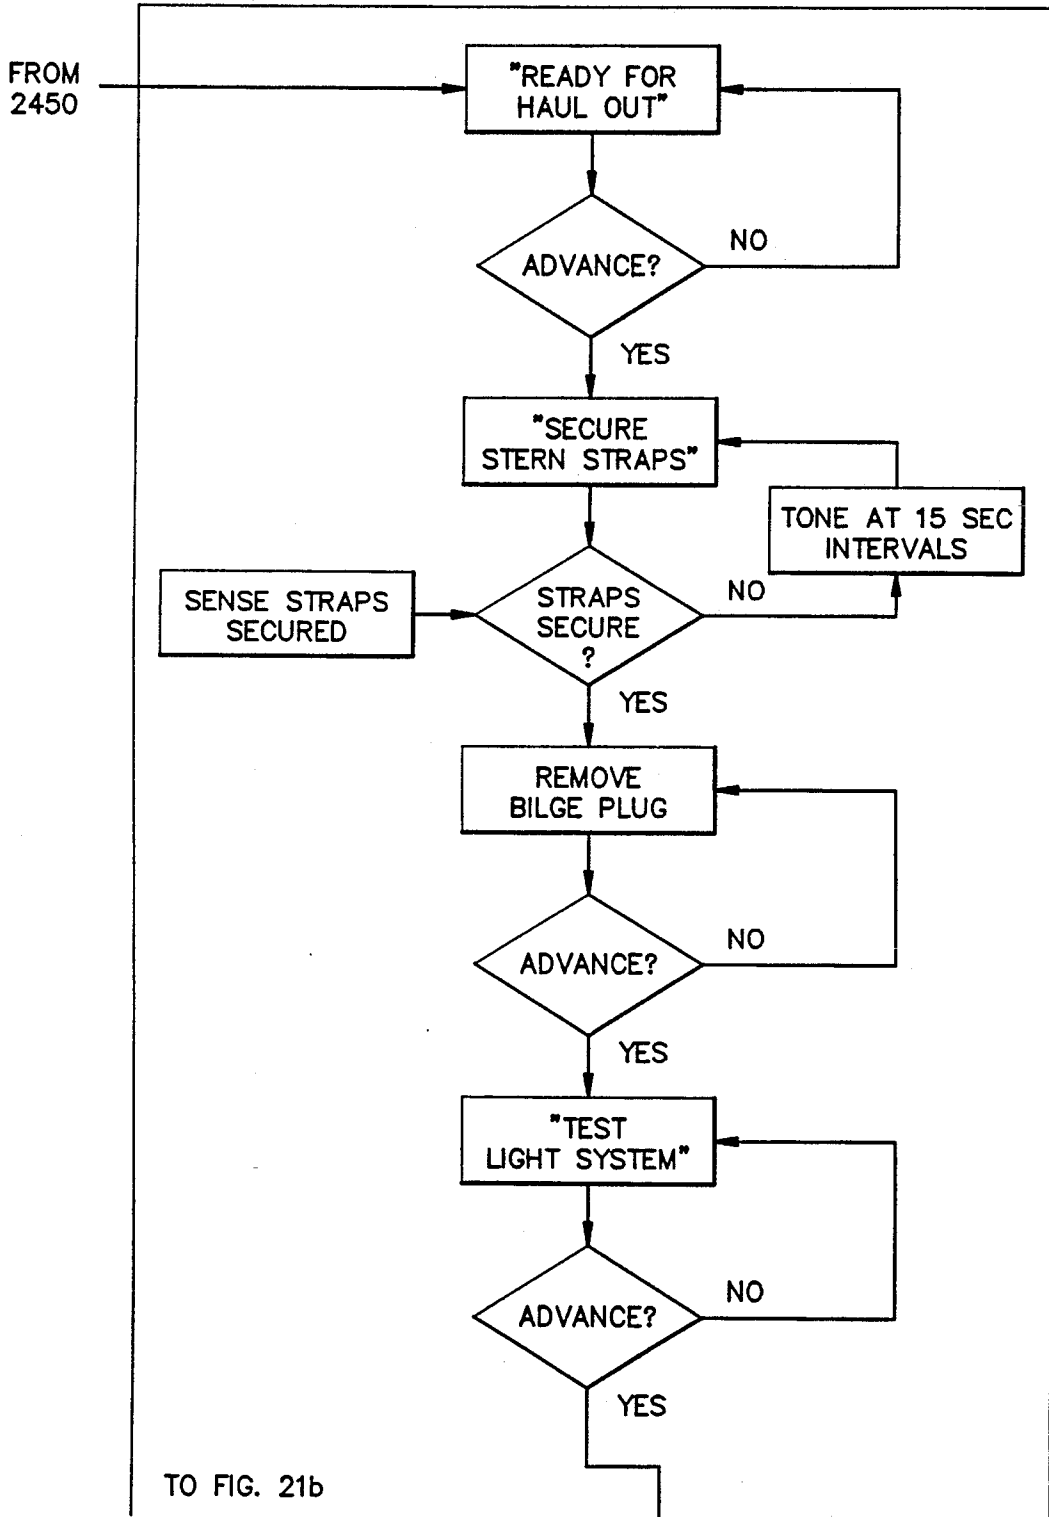 FROM
2450
"READY FOR
HAUL OUT"
ADVANCE?
NO
YES
"SECURE
STERN STRAPS"
TONE AT 15 SEC
INTERVALS
SENSE STRAPS
SECURED
STRAPS
SECURE
?
NO
YES
REMOVE
BILGE PLUG
ADVANCE?
NO
YES
"TEST
LIGHT SYSTEM"
ADVANCE?
NO
YES
TO FIG. 21b